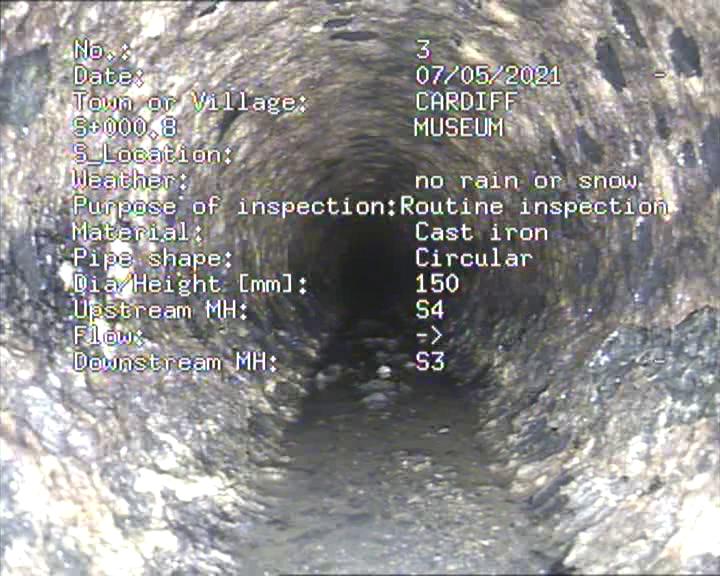 No.: 3
Date: 07/05/2021
Town or Village: CARDIFF
S+000.8 MUSEUM
S_Location:
Weather: no rain or snow
Purpose of inspection:Routine inspection
Material: Cast iron
Pipe shape: Circular
Dia/Height [mm]: 150
Upstream MH: S4
Flow: ->
Downstream MH: S3